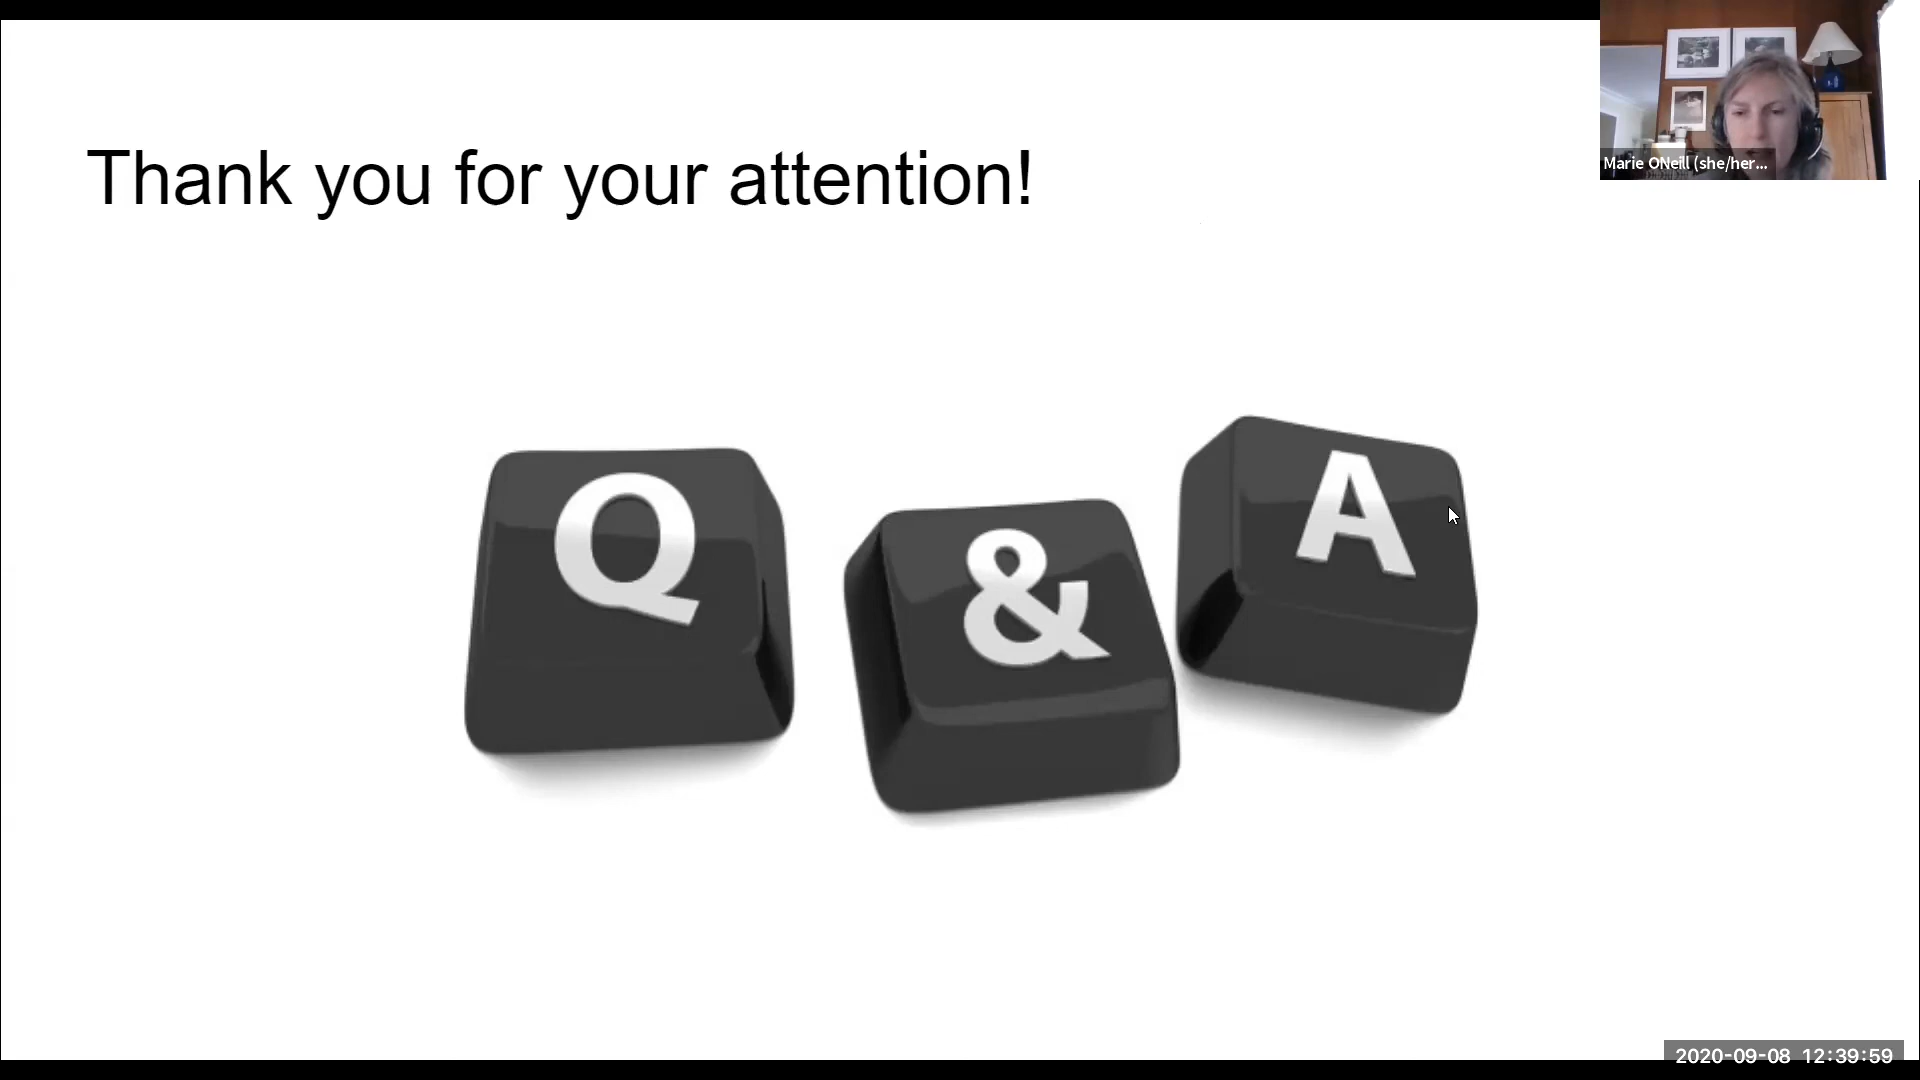 Marie ONeill (she/her...
Thank you for your attention!
Q & A
2020-09-08 12:39:59